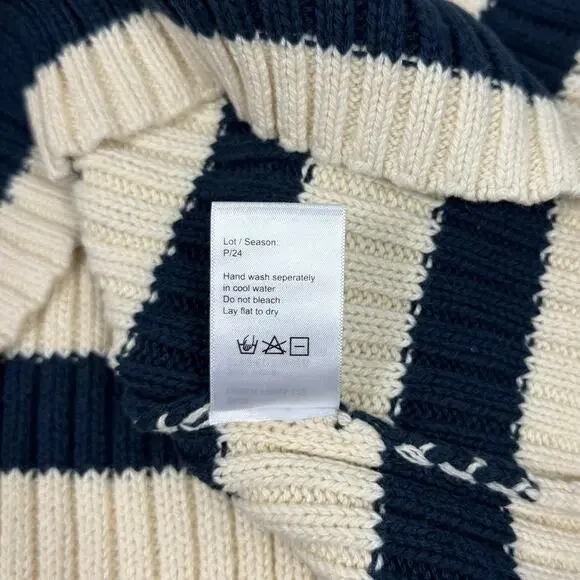 Lot / Season:
P/24
Hand wash seperately
in cool water
Do not bleach
Lay flat to dry